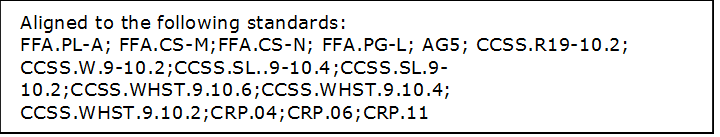 Aligned to the following standards:
FFA.PL-A; FFA.CS-M;FFA.CS-N; FFA.PG-L; AG5; CCSS.R19-10.2;
CCSS.W.9-10.2;CCSS.SL..9-10.4;CCSS.SL.9-
10.2;CCSS.WHST.9.10.6;CCSS.WHST.9.10.4;
CCSS.WHST.9.10.2;CRP.04;CRP.06;CRP.11